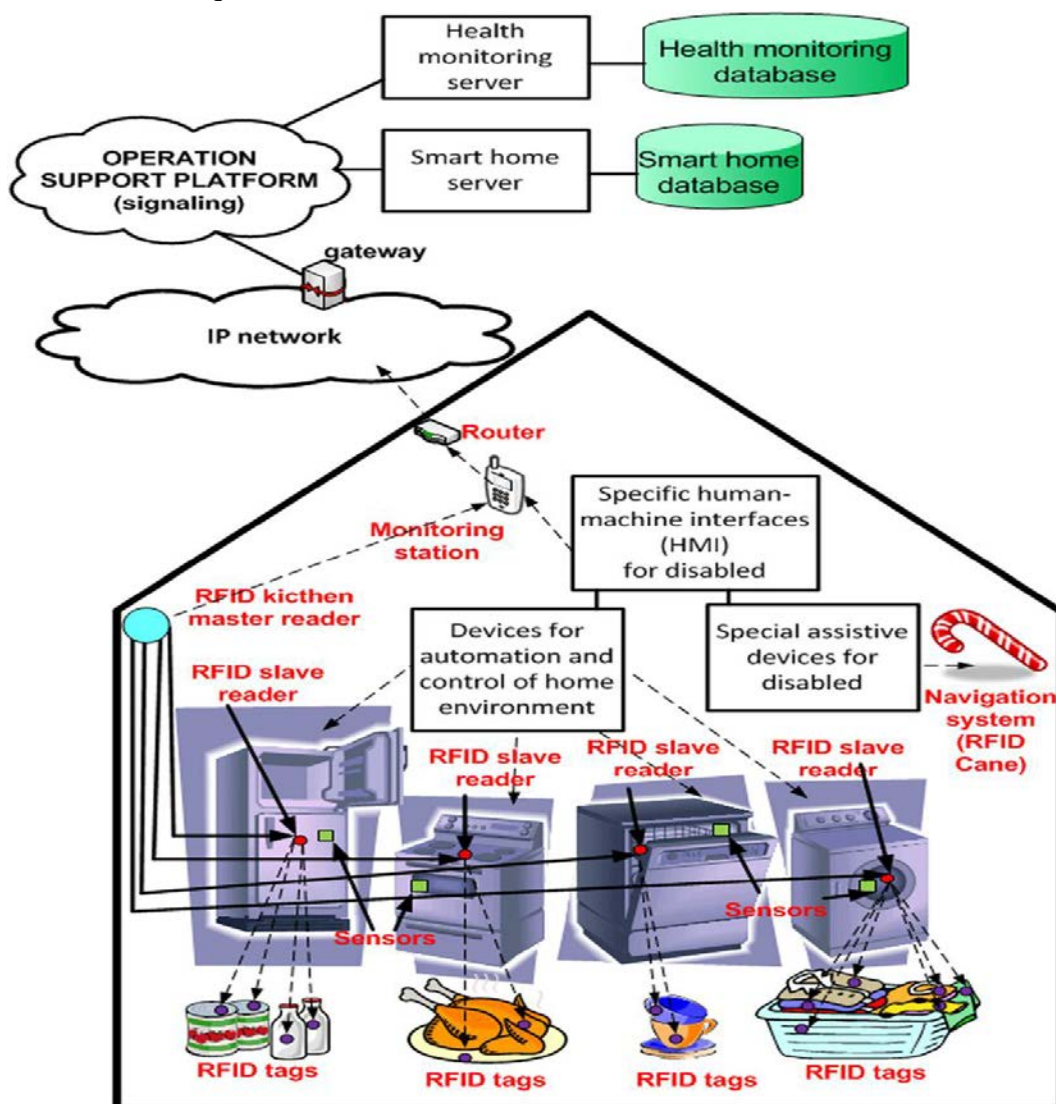 Health
monitoring
server
Health monitoring
database
OPERATION
SUPPORT PLATFORM
(signaling)
Smart home
server
Smart home
database
gateway
IP network
Router
Monitoring
station
Specific human-
machine interfaces
(HMI)
for disabled
RFID kicthen
master reader
Devices for
automation and
control of home
environment
Special assistive
devices for
disabled
Navigation
system
(RFID
Cane)
RFID slave
reader
RFID slave
reader
RFID slave
reader
RFID slave
reader
Sensors
Sensors
RFID tags
RFID tags
RFID tags
RFID tags